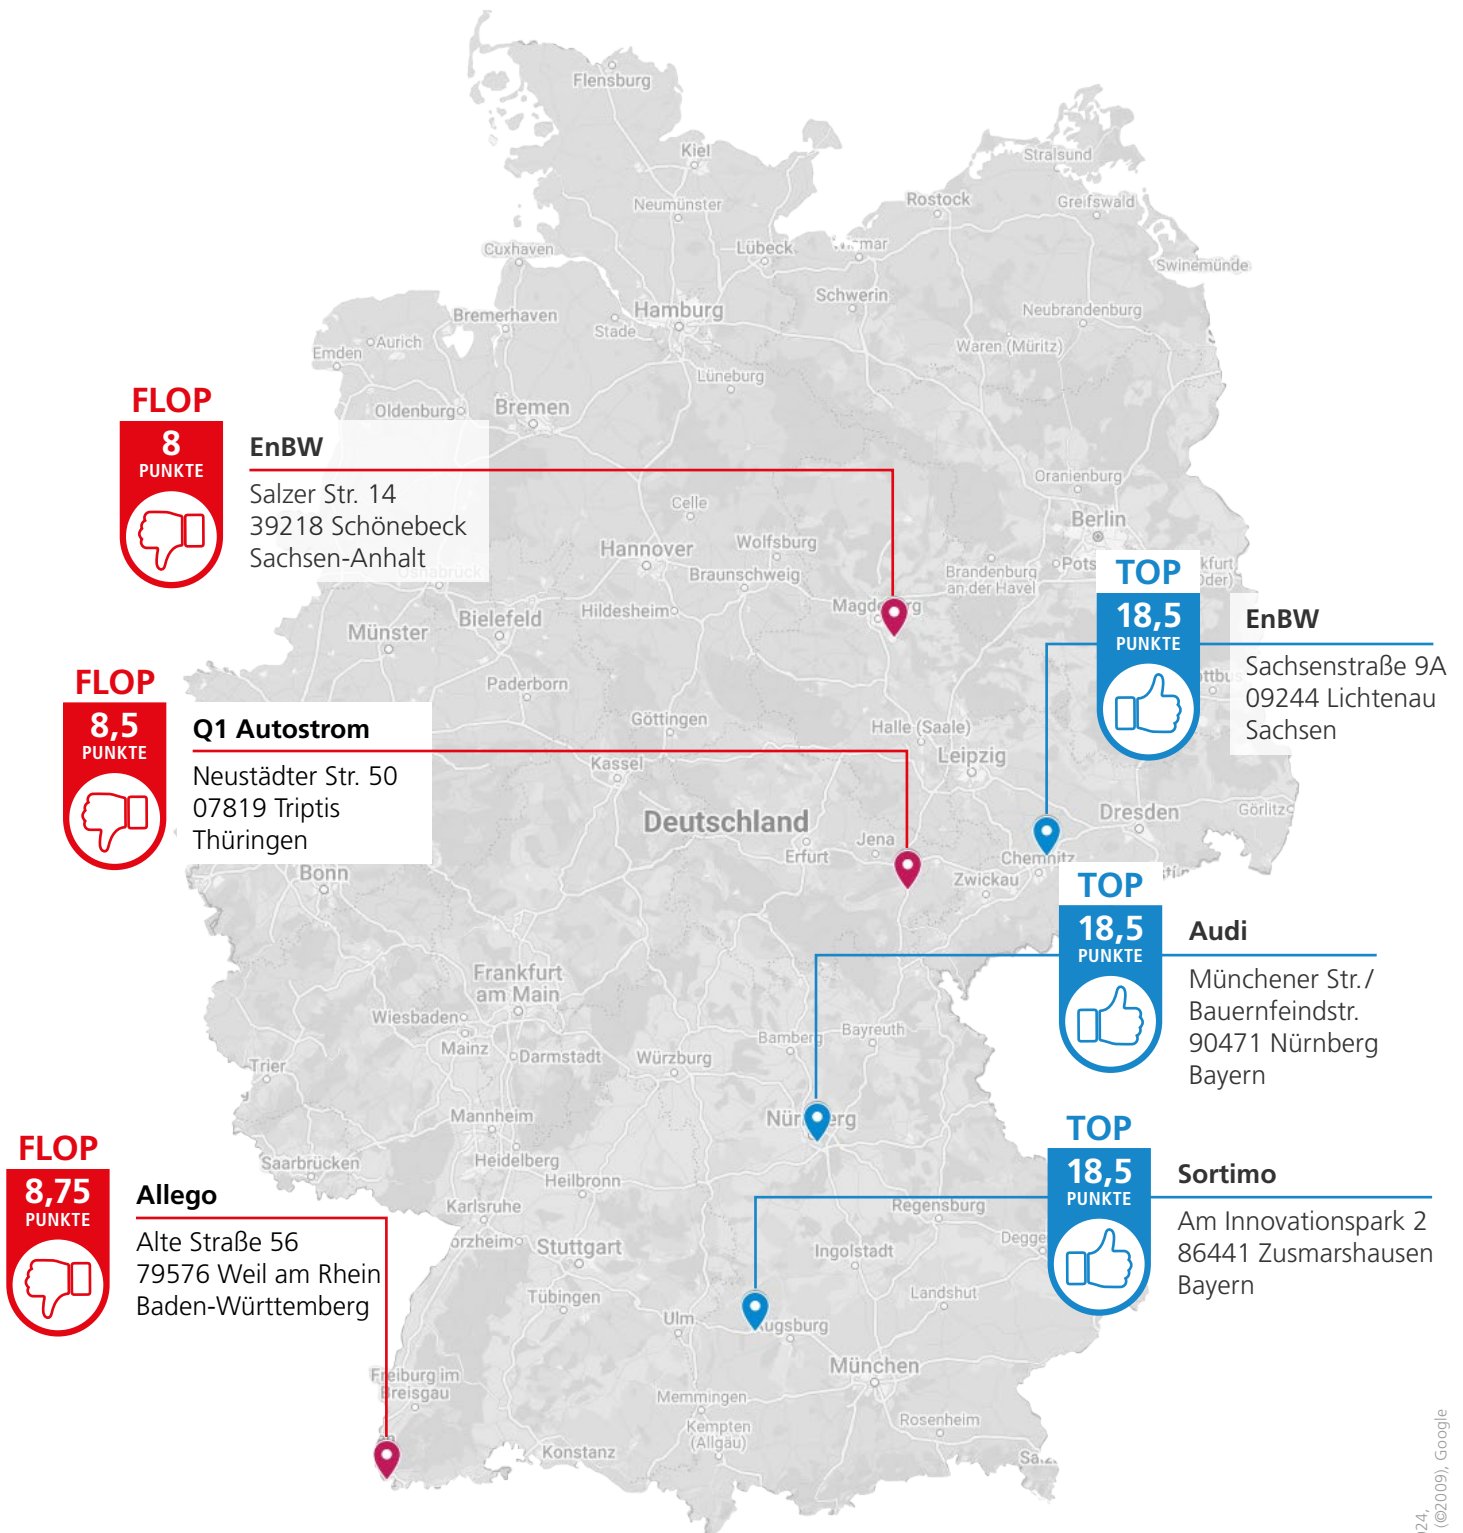 Flensburg
Kiel
Stralsund
Neumünster
Rostock
Greifswald
Cuxhaven
Lübeck
Swinemünde
Schwerin
Bremerhaven
Hamburg
Neubrandenburg
Stade
Aurich
Emden
Waren (Müritz)
Lüneburg
Oldenburg
Bremen
FLOP
8
PUNKTE
EnBW
Salzer Str. 14
39218 Schönebeck
Sachsen-Anhalt
Oranienburg
Celle
Berlin
Hannover
Wolfsburg
Braunschweig
Brandenburg
an der Havel
Osnabrück
TOP
18,5
PUNKTE
EnBW
Sachsenstraße 9A
09244 Lichtenau
Sachsen
Bielefeld
Hildesheim
Münster
Paderborn
Göttingen
Halle (Saale)
Leipzig
Kassel
FLOP
8,5
PUNKTE
Q1 Autostrom
Neustädter Str. 50
07819 Triptis
Thüringen
Deutschland
Dresden
Görlitz
Jena
Erfurt
Chemnitz
Zwickau
Bonn
TOP
18,5
PUNKTE
Audi
Münchener Str./
Bauernfeindstr.
90471 Nürnberg
Bayern
Frankfurt
am Main
Wiesbaden
Mainz
Darmstadt
Würzburg
Bamberg
Bayreuth
Trier
Mannheim
Saarbrücken
Heidelberg
Heilbronn
TOP
18,5
PUNKTE
Sortimo
Am Innovationspark 2
86441 Zusmarshausen
Bayern
FLOP
8,75
PUNKTE
Allego
Alte Straße 56
79576 Weil am Rhein
Baden-Württemberg
Karlsruhe
Regensburg
Stuttgart
Ingolstadt
Tübingen
Landshut
Ulm
München
Freiburg im
Breisgau
Memmingen
Kempten
(Allgäu)
Rosenheim
Konstanz
(©2009), Google